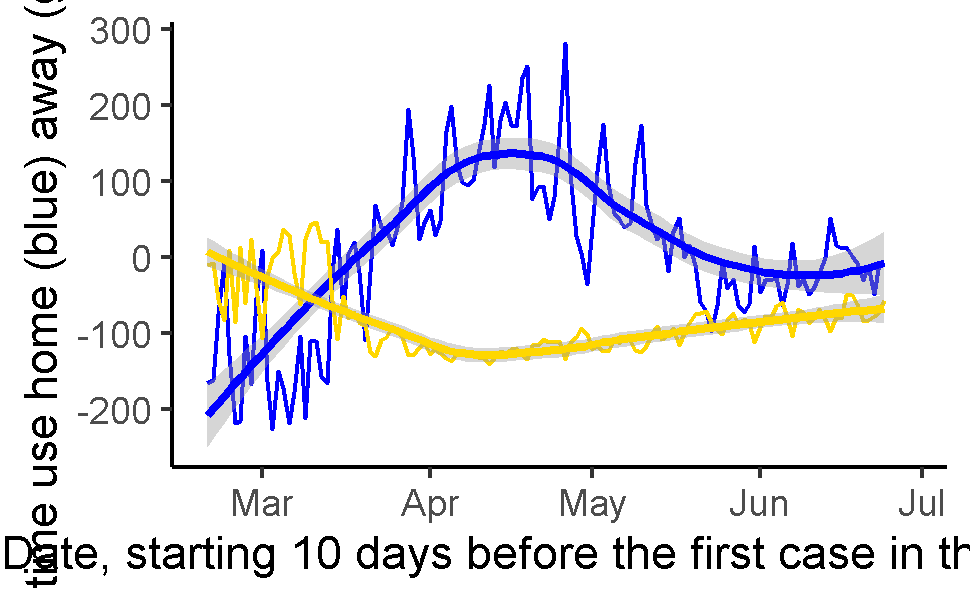 time use home (blue) away (
300
200
100
0
-100
-200
Mar Apr May Jun Jul
Date, starting 10 days before the first case in th